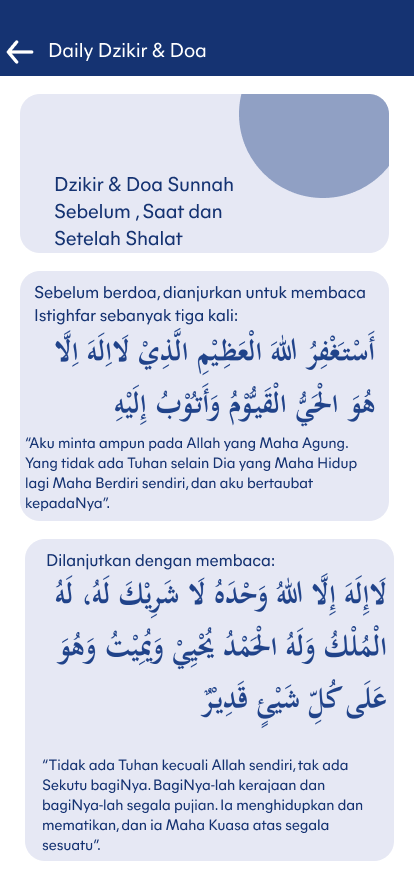 Daily Dzikir & Doa
Dzikir & Doa Sunnah
Sebelum , Saat dan
Setelah Shalat
Sebelum berdoa, dianjurkan untuk membaca
Istighfar sebanyak tiga kali:
أَسْتَغْفِرُ اللهَ الْعَظِيْمِ الَّذِيْ لَااِلَهَ اِلَّا
هُوَ الْحَيُّ الْقَيُّوْمُ وَأَتُوْبُ إِلَيْهِ
“Aku minta ampun pada Allah yang Maha Agung.
Yang tidak ada Tuhan selain Dia yang Maha Hidup
lagi Maha Berdiri sendiri, dan aku bertaubat
kepadaNya”.
Dilanjutkan dengan membaca:
لَاإِلَهَ إِلَّا اللهُ وَحْدَهُ لَا شَرِيْكَ لَهُ، لَهُ
الْمُلْكُ وَلَهُ الْحَمْدُ يُحْيِيْ وَيُمِيْتُ وَهُوَ
عَلَى كُلِّ شَيْئٍ قَدِيْرٌ
“Tidak ada Tuhan kecuali Allah sendiri, tak ada
Sekutu bagiNya. BagiNya-lah kerajaan dan
bagiNya-lah segala pujian. Ia menghidupkan dan
mematikan, dan ia Maha Kuasa atas segala
sesuatu”.